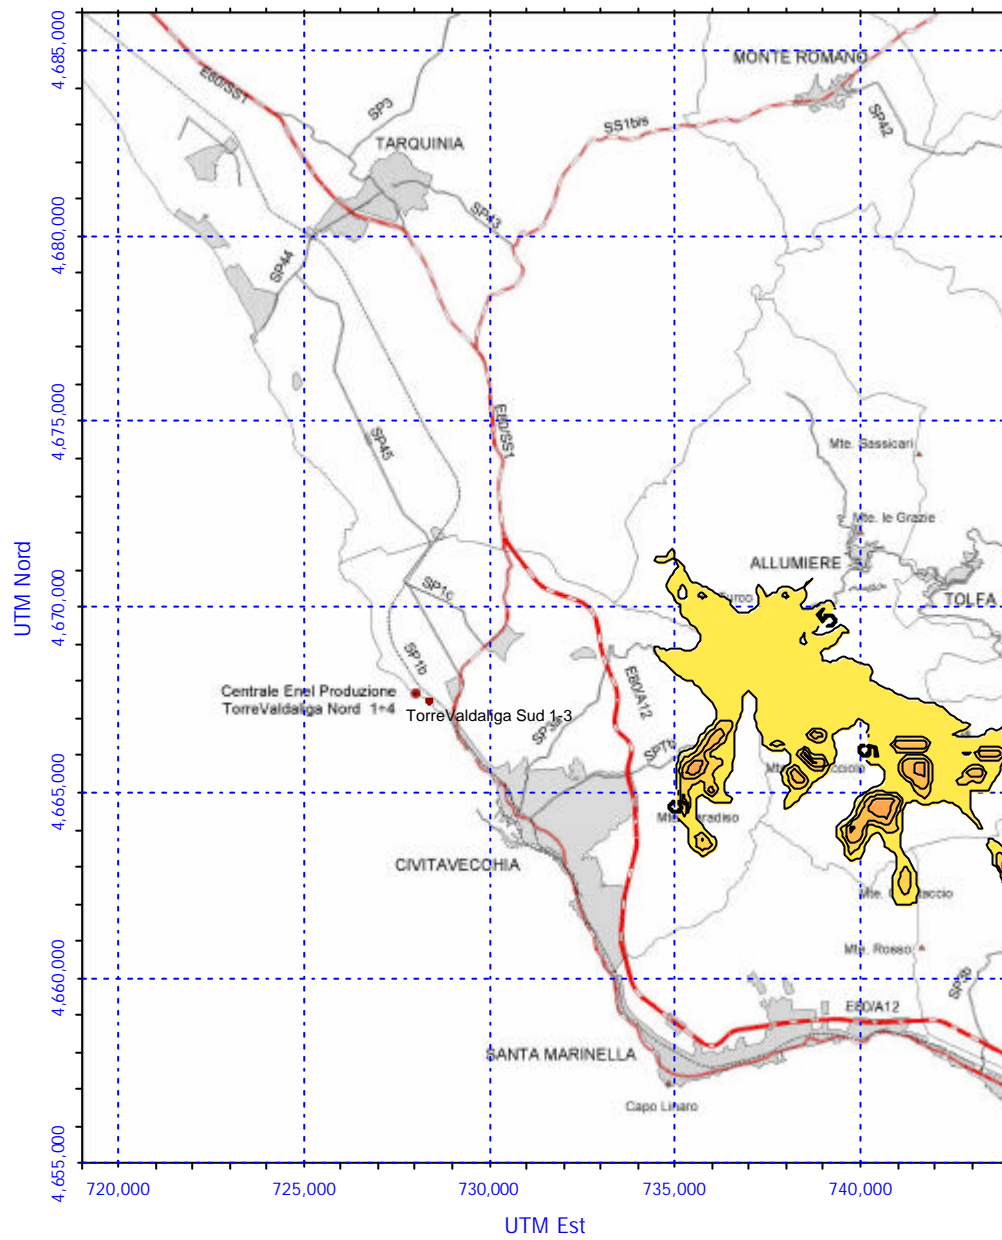 4,685,000
MONTE ROMANO
E80/SS1
SP3
SS1bis
SP42
TARQUINIA
SP43
4,680,000
SP44
4,675,000
E80/SS1
SP45
Mte. Sassicari
Mte. le Grazie
ALLUMIERE
UTM Nord
4,670,000
SP1c
Turco
5
TOLFA
SP1b
E80/A12
Centrale Enel Produzione
TorreValdaliga Nord 1÷4
TorreValdaliga Sud 1-3
SP3a
SP7b
5
4,665,000
5
CIVITAVECCHIA
Mte. Rosso
4,660,000
SP3b
E80/A12
SANTA MARINELLA
Capo Linaro
4,655,000
720,000
725,000
730,000
735,000
740,000
UTM Est